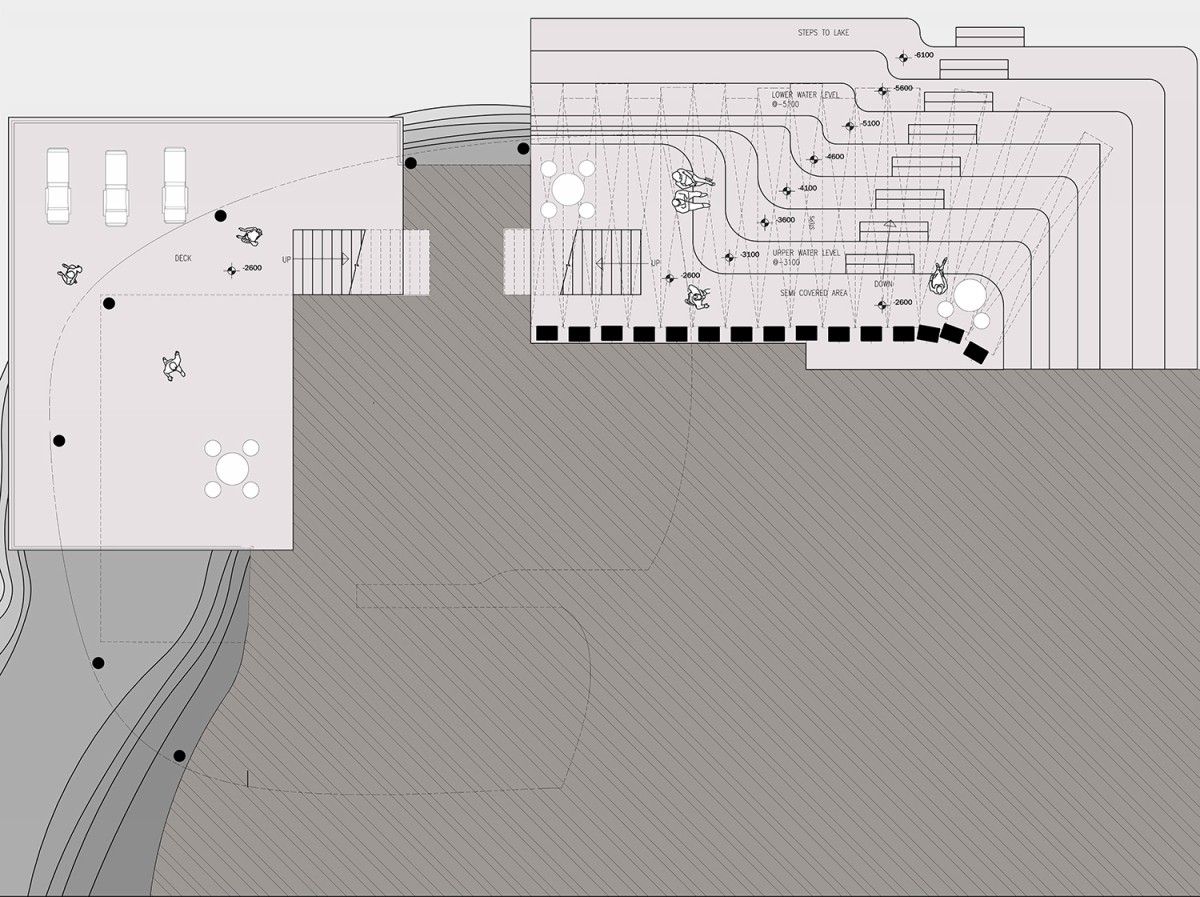 STEPS TO LAKE
-6100
-5600
LOWER WATER LEVEL
@-5100
-5100
-4600
-4100
-3600
STEPS
-3100
UPPER WATER LEVEL
@-3100
DECK
-2600
UP
UP
-2600
SEMI COVERED AREA
DOWN
-2600